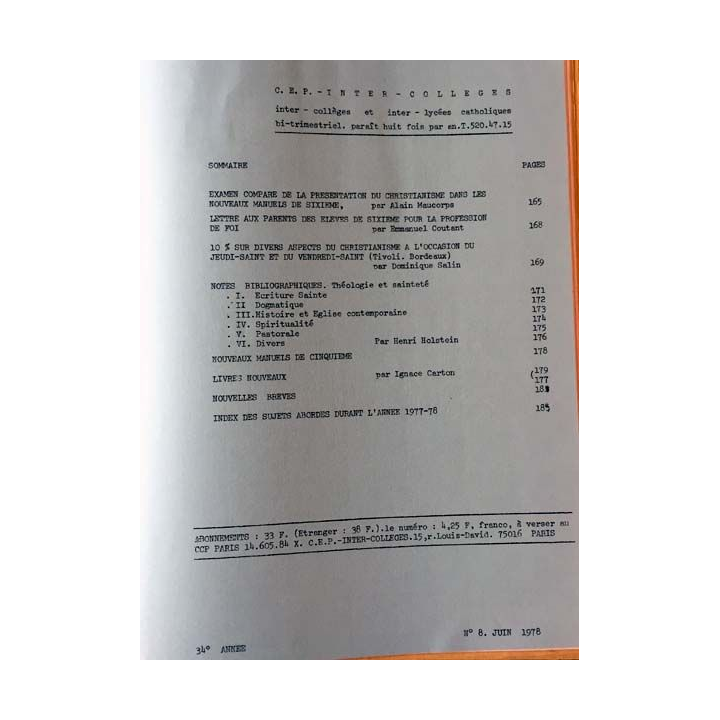 C. E. P. - I N T E R - C O L L E G E S
inter - collèges et inter - lycées catholiques
bi-trimestriel. paraît huit fois par an.T.520.47.15
SOMMAIRE PAGES
EXAMEN COMPARE DE LA PRESENTATION DU CHRISTIANISME DANS LES
NOUVEAUX MANUELS DE SIXIEME, par Alain Maucorps 165
LETTRE AUX PARENTS DES ELEVES DE SIXIEME POUR LA PROFESSION
DE FOI par Emmanuel Coutant 168
10 % SUR DIVERS ASPECTS DU CHRISTIANISME A L'OCCASION DU
JEUDI-SAINT ET DU VENDREDI-SAINT (Tivoli. Bordeaux)
par Dominique Salin 169
NOTES BIBLIOGRAPHIQUES. Théologie et sainteté 171
. I. Ecriture Sainte 172
. II Dogmatique 173
. III.Histoire et Eglise contemporaine 174
. IV. Spiritualité 175
. V. Pastorale 176
. VI. Divers Par Henri Holstein
NOUVEAUX MANUELS DE CINQUIEME 178
LIVRES NOUVEAUX par Ignace Carton (179
177
NOUVELLES BREVES
INDEX DES SUJETS ABORDES DURANT L'ANNEE 1977-78 185
ABONNEMENTS : 33 F. (Etranger : 38 F.).le numéro : 4,25 F, franco, à verser au
CCP PARIS 14.605.84 X. C.E.P.-INTER-COLLEGES.15,r.Louis-David. 75016 PARIS
N° 8. JUIN 1978
34° ANNEE